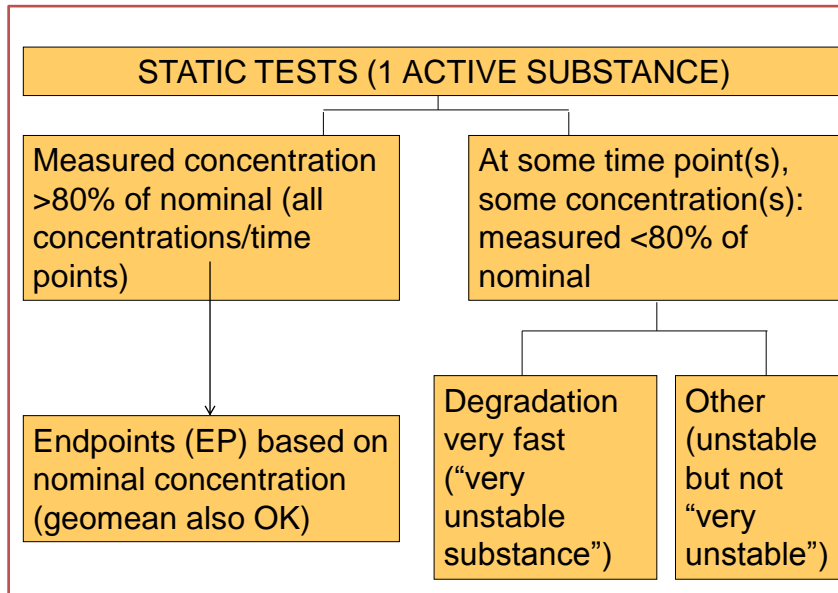 STATIC TESTS (1 ACTIVE SUBSTANCE)
Measured concentration
>80% of nominal (all
concentrations/time
points)
At some time point(s),
some concentration(s):
measured <80% of
nominal
Endpoints (EP) based on
nominal concentration
(geomean also OK)
Degradation
very fast
(“very
unstable
substance”)
Other
(unstable
but not
“very
unstable”)